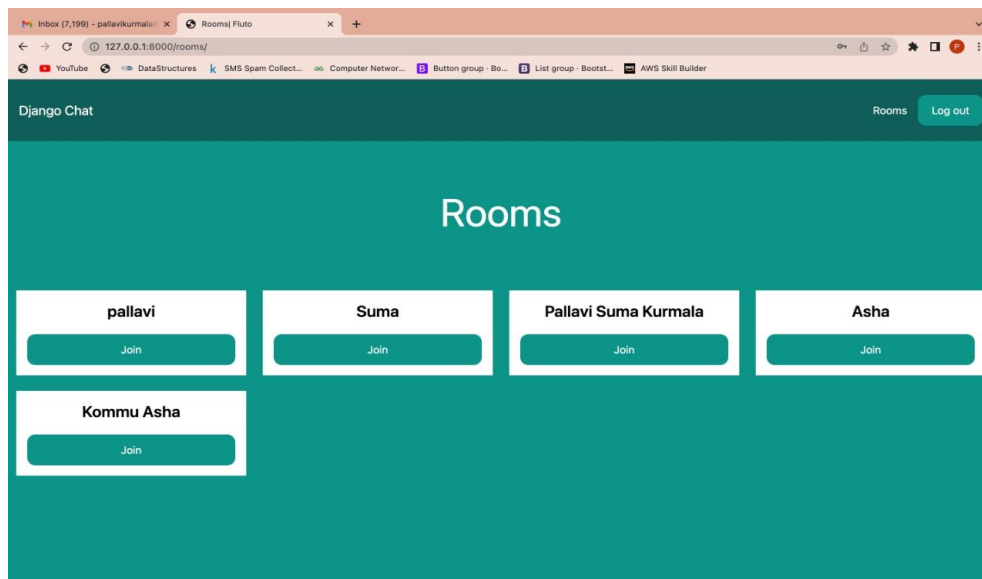 Inbox (7,199) - pallavikurmala
Rooms| Fluto
127.0.0.1:8000/rooms/
YouTube DataStructures SMS Spam Collect... Computer Networ... Button group · Bo... List group · Bootst... AWS Skill Builder
Django Chat Rooms Log out
Rooms
pallavi Suma Pallavi Suma Kurmala Asha
Join Join Join Join
Kommu Asha
Join